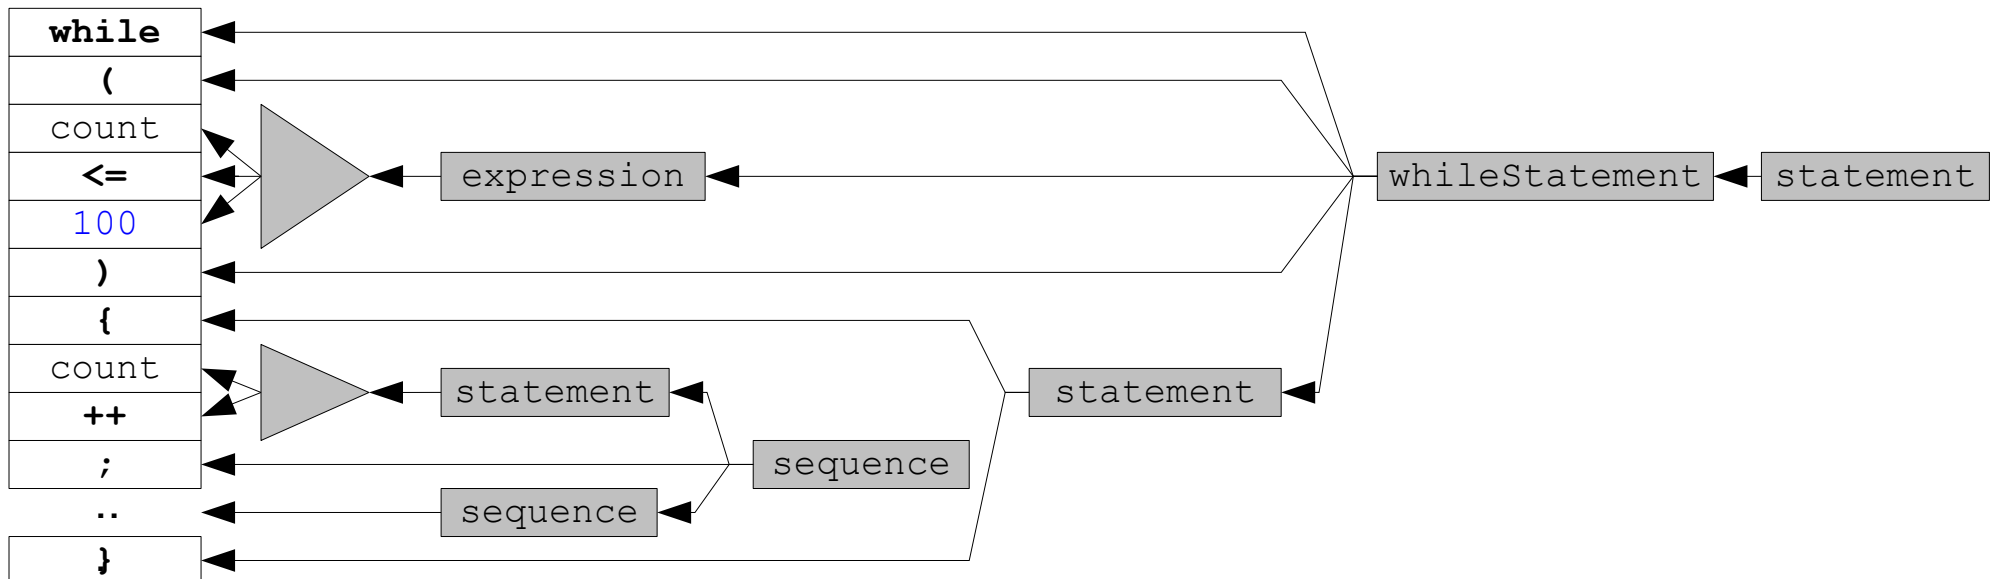 while
(
count
<=
100
)
{
count
++
;
..
}
expression
whileStatement
statement
statement
statement
sequence
sequence